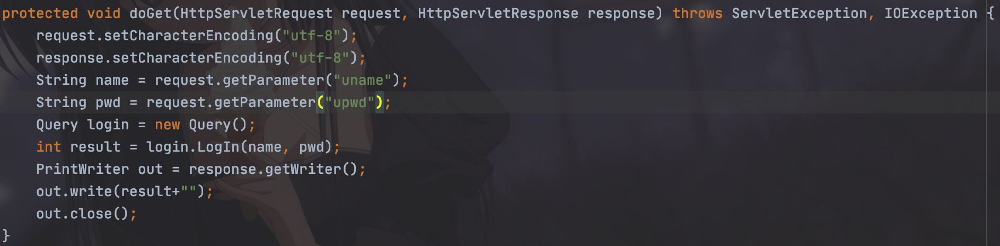 protected void doGet(HttpServletRequest request, HttpServletResponse response) throws ServletException, IOException {
    request.setCharacterEncoding("utf-8");
    response.setCharacterEncoding("utf-8");
    String name = request.getParameter("uname");
    String pwd = request.getParameter("upwd");
    Query login = new Query();
    int result = login.LogIn(name, pwd);
    PrintWriter out = response.getWriter();
    out.write(result+"");
    out.close();
}